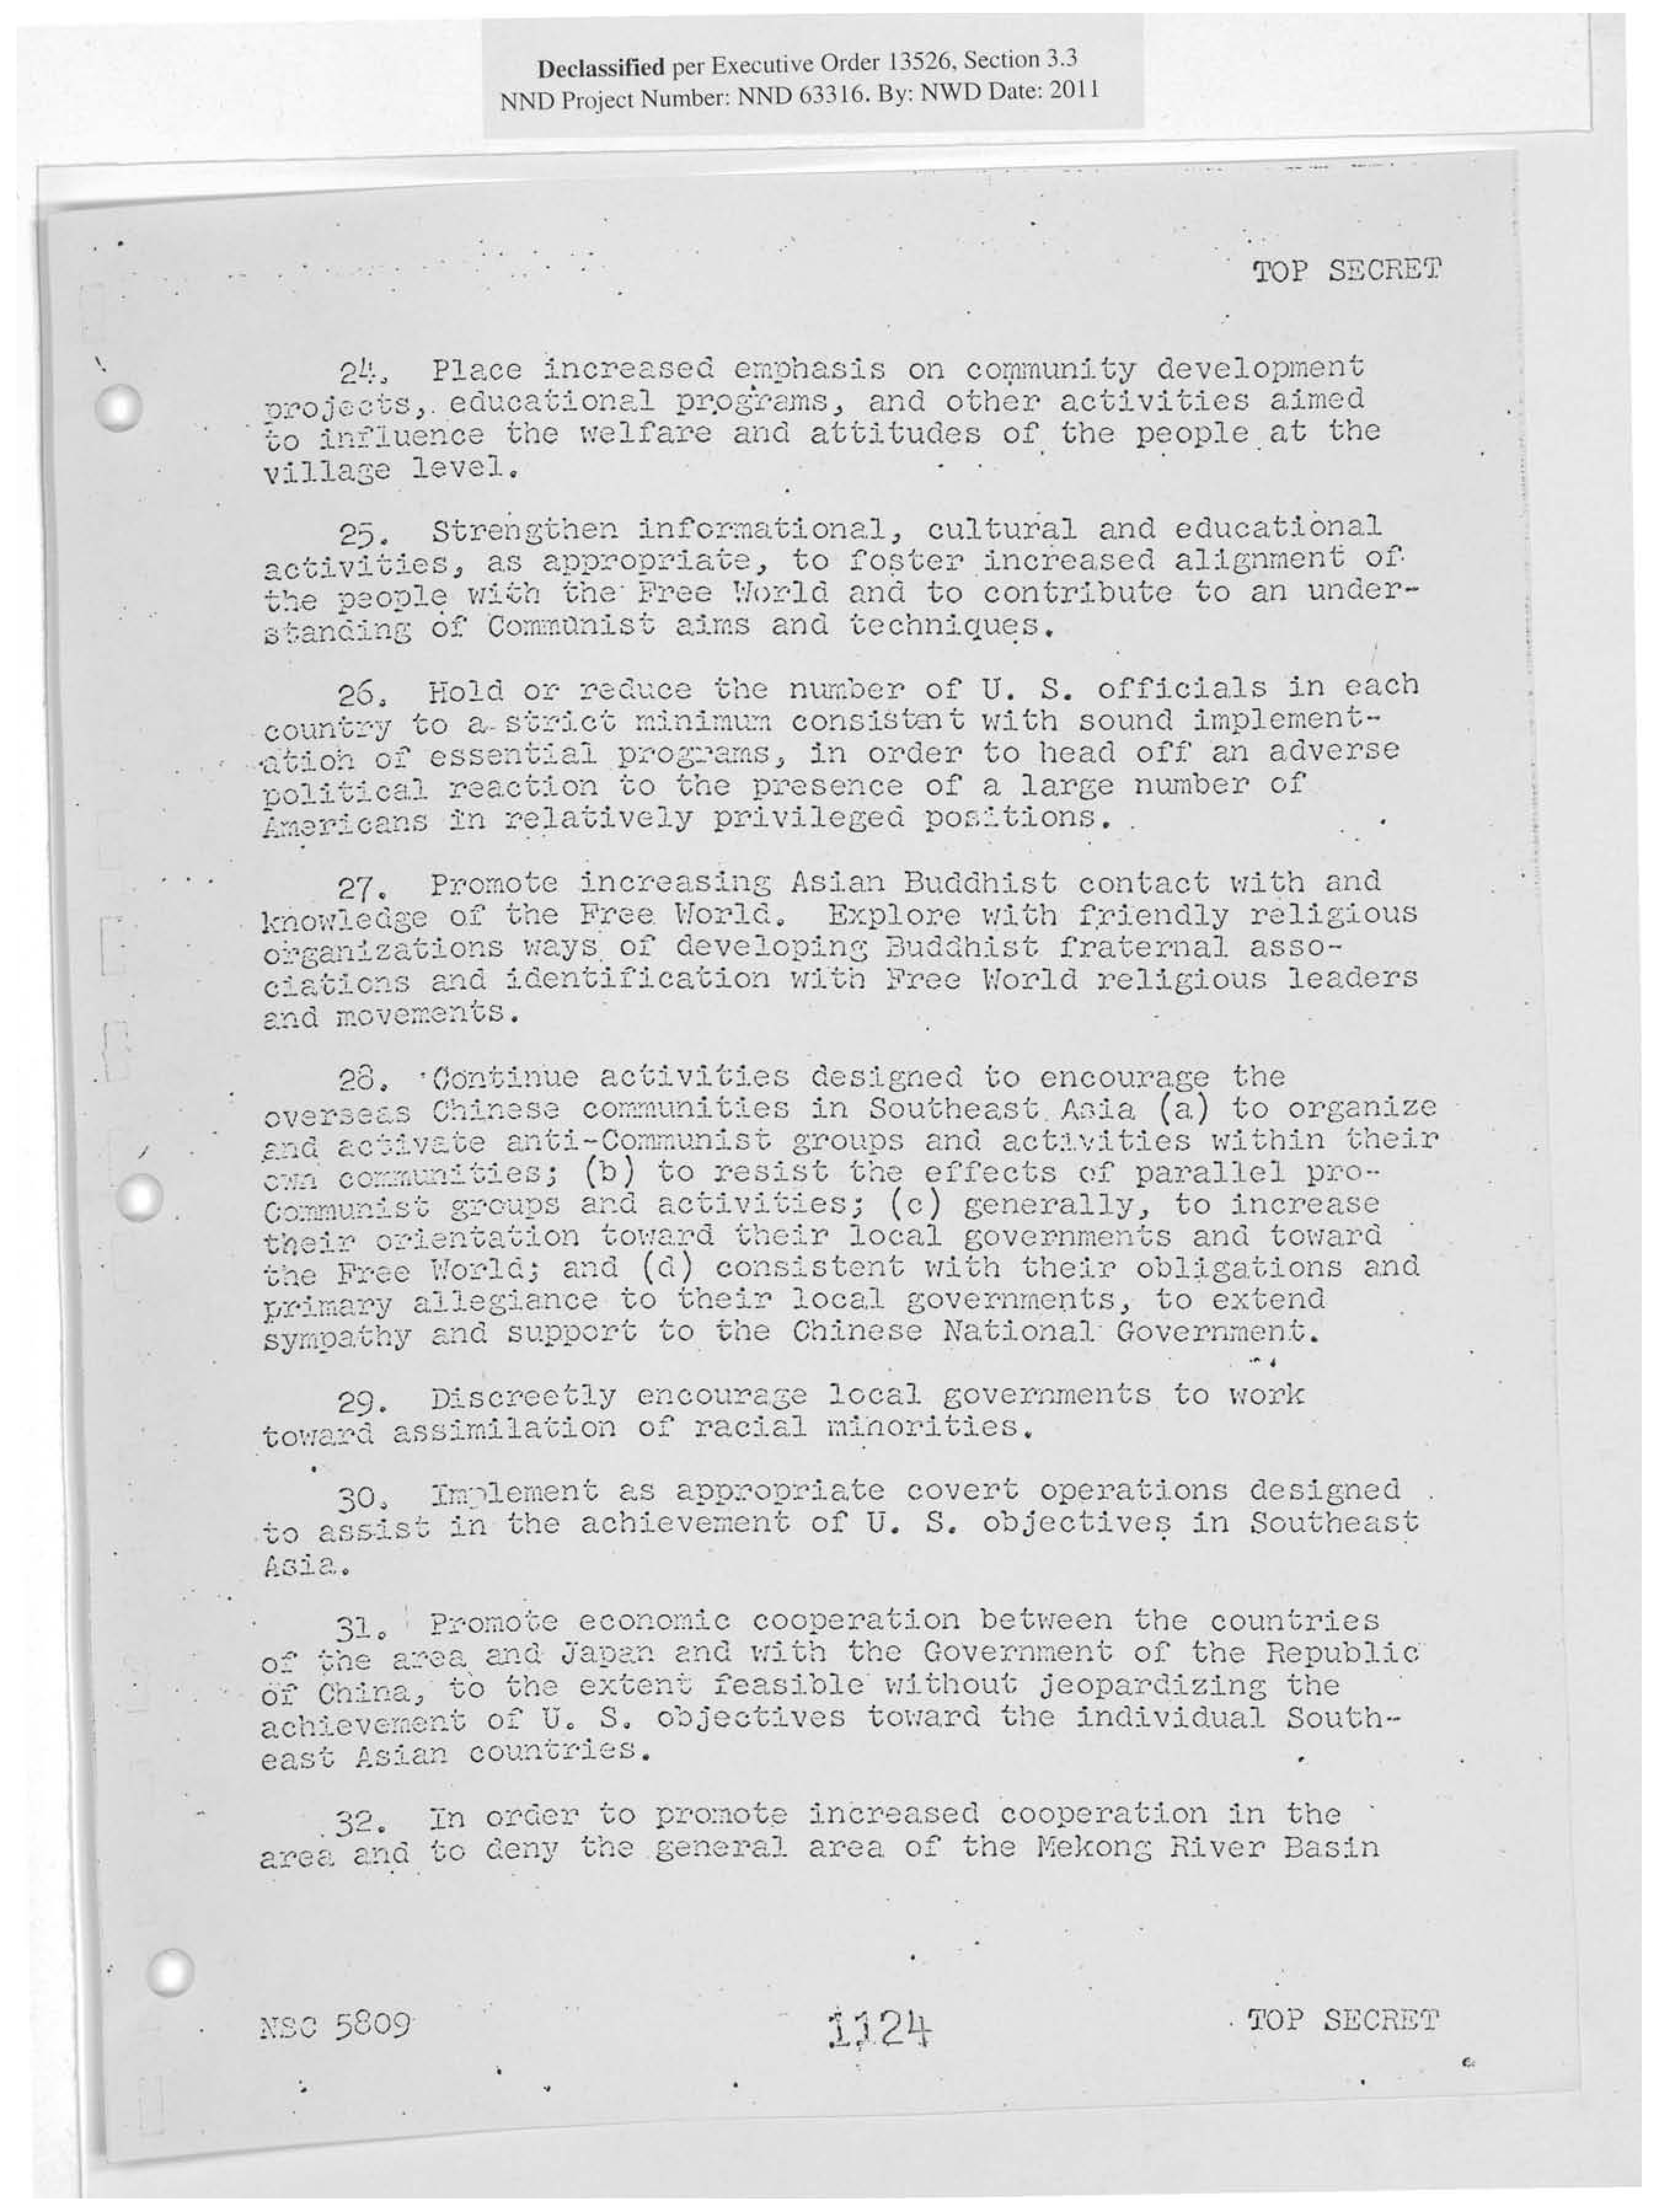 Declassified per Executive Order 13526, Section 3.3
NND Project Number: NND 63316. By: NWD Date: 2011
TOP SECRET
24. Place increased emphasis on community development
projects, educational programs, and other activities aimed
to influence the welfare and attitudes of the people at the
village level.
25. Strengthen informational, cultural and educational
activities, as appropriate, to foster increased alignment of
the people with the Free World and to contribute to an under-
standing of Communist aims and techniques.
26. Hold or reduce the number of U. S. officials in each
country to a strict minimum consistent with sound implement-
ation of essential programs, in order to head off an adverse
political reaction to the presence of a large number of
Americans in relatively privileged positions.
27. Promote increasing Asian Buddhist contact with and
knowledge of the Free World. Explore with friendly religious
organizations ways of developing Buddhist fraternal asso-
ciations and identification with Free World religious leaders
and movements.
28. Continue activities designed to encourage the
overseas Chinese communities in Southeast Asia (a) to organize
and activate anti-Communist groups and activities within their
own communities; (b) to resist the effects of parallel pro-
Communist groups and activities; (c) generally, to increase
their orientation toward their local governments and toward
the Free World; and (d) consistent with their obligations and
primary allegiance to their local governments, to extend
sympathy and support to the Chinese National Government.
29. Discreetly encourage local governments to work
toward assimilation of racial minorities.
30. Implement as appropriate covert operations designed
to assist in the achievement of U. S. objectives in Southeast
Asia.
31. Promote economic cooperation between the countries
of the area and Japan and with the Government of the Republic
of China, to the extent feasible without jeopardizing the
achievement of U. S. objectives toward the individual South-
east Asian countries.
32. In order to promote increased cooperation in the
area and to deny the general area of the Mekong River Basin
NSC 5809
1124
TOP SECRET